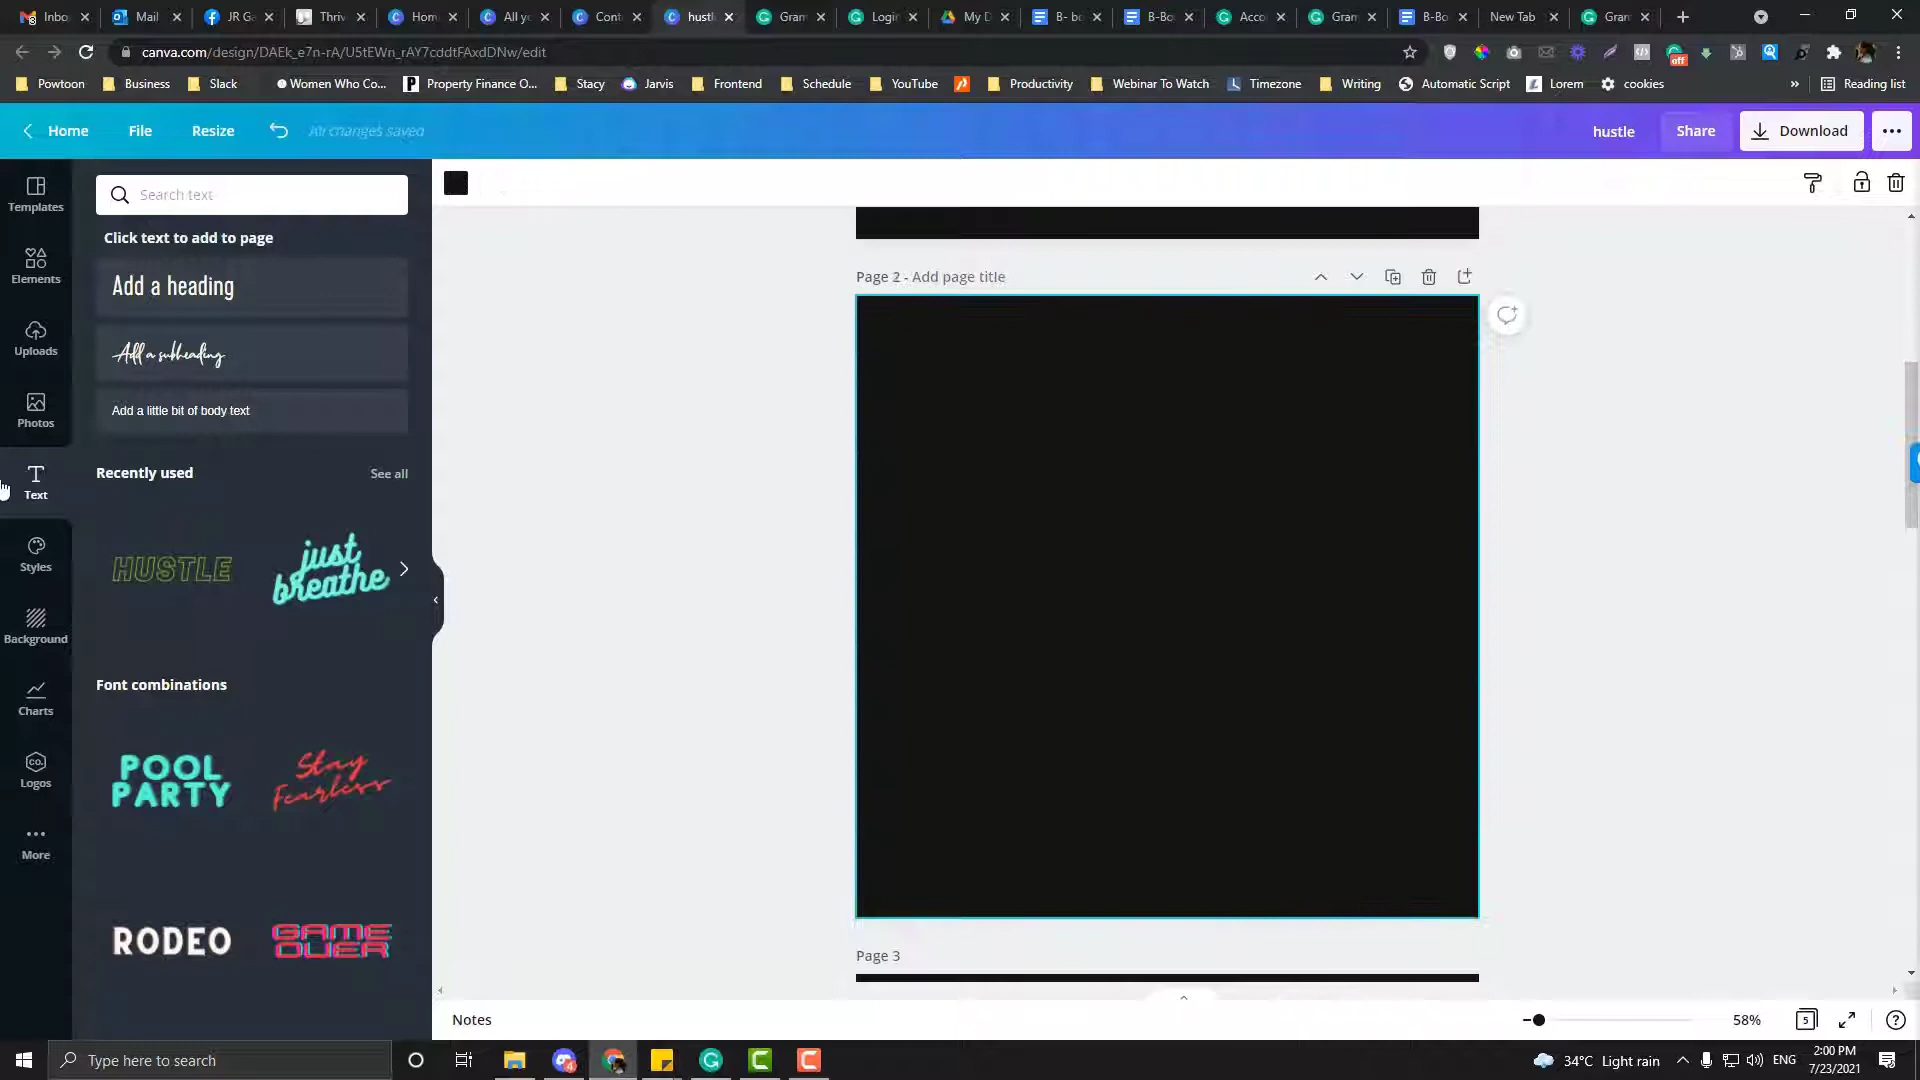 Inbo Mail JR Ga Thriv Hom All yo Cont hustl Gram Login My D B- be B-Bo Acco Gram B-Bo New Tab Gram
canva.com/design/DAEk_e7n-rA/U5tEWn_rAY7cddtFAxdDNw/edit
off
Powtoon Business Slack Women Who Co... Property Finance O... Stacy Jarvis Frontend Schedule YouTube Productivity Webinar To Watch Timezone Writing Automatic Script Lorem cookies » Reading list
Home File Resize All changes saved hustle Share Download
Templates
Elements
Uploads
Photos
Text
Styles
Background
Charts
CO.
Logos
More
Search text
Click text to add to page
Add a heading
Add a subheading
Add a little bit of body text
Recently used See all
HUSTLE
just
breathe
Font combinations
POOL
PARTY
Stay
Fearless
RODEO
GAME
OVER
Page 2 - Add page title
Page 3
Notes
58%
5
Type here to search
4
34°C Light rain
ENG
2:00 PM
7/23/2021